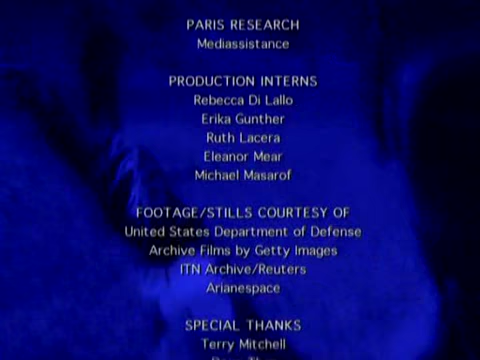 PARIS RESEARCH
Mediassistance
PRODUCTION INTERNS
Rebecca Di Lallo
Erika Gunther
Ruth Lacera
Eleanor Mear
Michael Masarof
FOOTAGE/STILLS COURTESY OF
United States Department of Defense
Archive Films by Getty Images
ITN Archive/Reuters
Arianespace
SPECIAL THANKS
Terry Mitchell